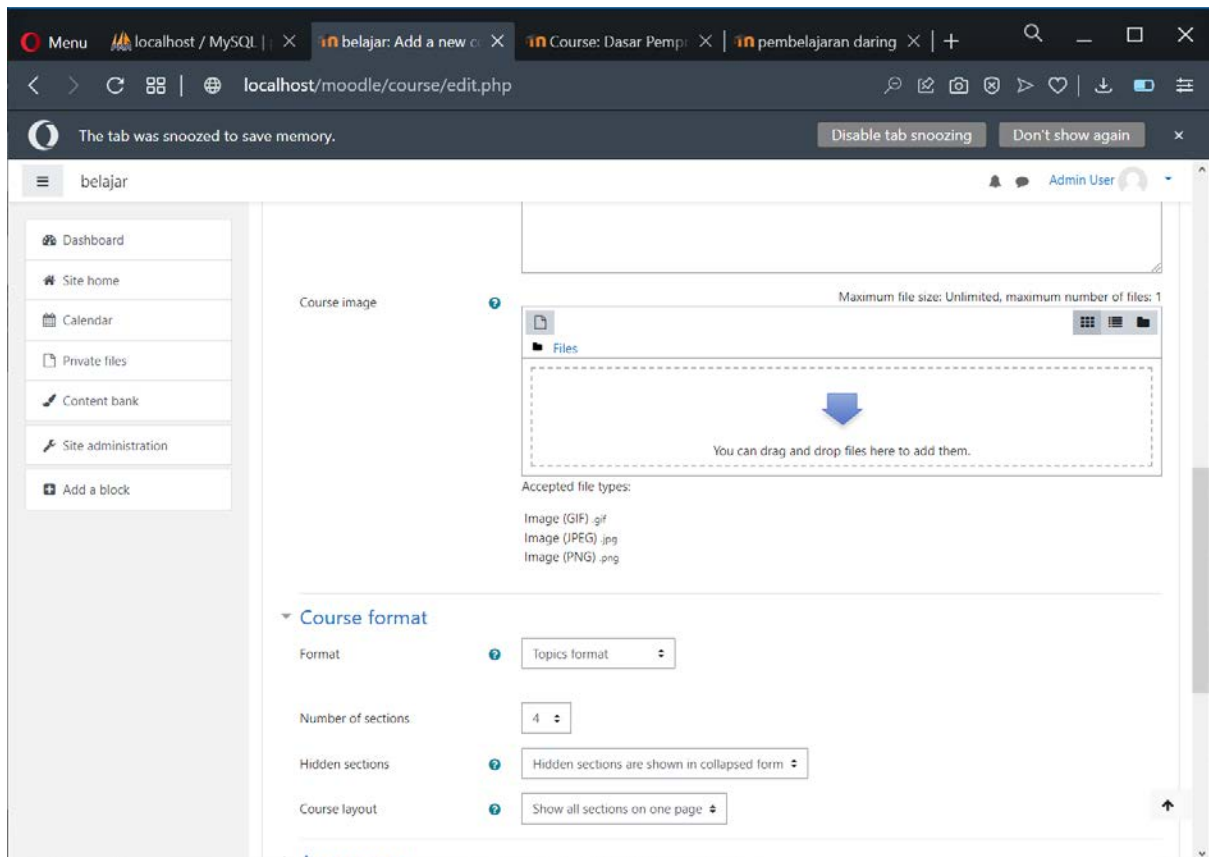 Menu localhost / MySQL | belajar: Add a new c Course: Dasar Pemp pembelajaran daring
localhost/moodle/course/edit.php
The tab was snoozed to save memory. Disable tab snoozing Don't show again
belajar Admin User
Dashboard
Site home
Calendar
Private files
Content bank
Site administration
Add a block
Course image Maximum file size: Unlimited, maximum number of files: 1
Files
You can drag and drop files here to add them.
Accepted file types:
Image (GIF) .gif
Image (JPEG) .jpg
Image (PNG) .png
Course format
Format Topics format
Number of sections 4
Hidden sections Hidden sections are shown in collapsed form
Course layout Show all sections on one page